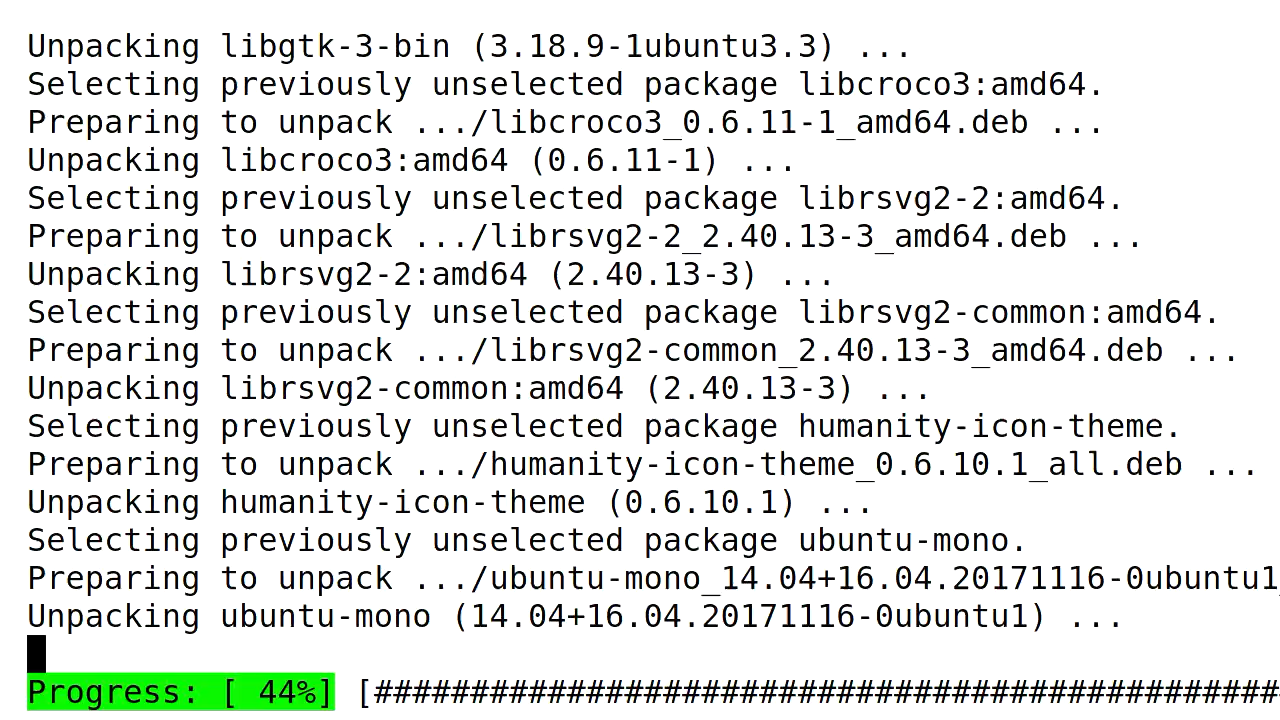 Unpacking libgtk-3-bin (3.18.9-1ubuntu3.3) ...
Selecting previously unselected package libcroco3:amd64.
Preparing to unpack .../libcroco3_0.6.11-1_amd64.deb ...
Unpacking libcroco3:amd64 (0.6.11-1) ...
Selecting previously unselected package librsvg2-2:amd64.
Preparing to unpack .../librsvg2-2_2.40.13-3_amd64.deb ...
Unpacking librsvg2-2:amd64 (2.40.13-3) ...
Selecting previously unselected package librsvg2-common:amd64.
Preparing to unpack .../librsvg2-common_2.40.13-3_amd64.deb ...
Unpacking librsvg2-common:amd64 (2.40.13-3) ...
Selecting previously unselected package humanity-icon-theme.
Preparing to unpack .../humanity-icon-theme_0.6.10.1_all.deb ...
Unpacking humanity-icon-theme (0.6.10.1) ...
Selecting previously unselected package ubuntu-mono.
Preparing to unpack .../ubuntu-mono_14.04+16.04.20171116-0ubuntu1_
Unpacking ubuntu-mono (14.04+16.04.20171116-0ubuntu1) ...
Progress: [ 44%] [###############################################